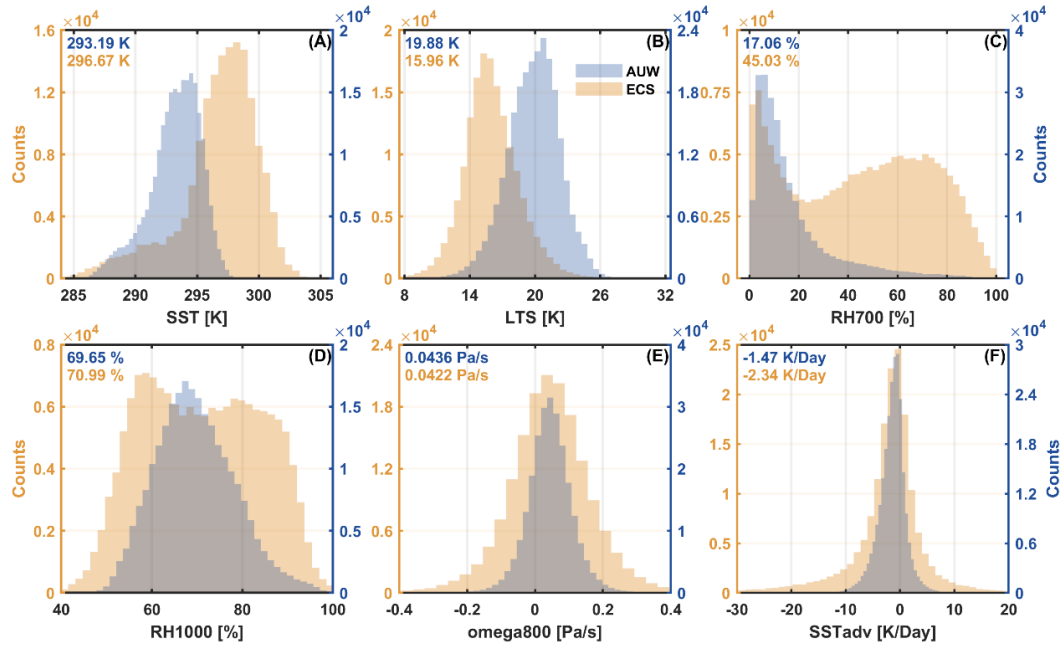 ×10⁴ ×10⁴ ×10⁴ ×10⁴ ×10⁴ ×10⁴
1.6 2 2 2.4 1 4
293.19 K (A) 19.88 K (B) 17.06 % (C)
296.67 K 15.96 K 45.03 %
AUW
ECS
1.2 1.5 1.5 1.8 0.75 3
Counts 0.8 1 1 1.2 0.5 2 Counts
0.4 0.5 0.5 0.6 0.25 1
0 0 0 0 0 0
285 290 295 300 305 8 14 20 26 32 0 20 40 60 80 100
SST [K] LTS [K] RH700 [%]
×10⁴ ×10⁴ ×10⁴ ×10⁴ ×10⁴ ×10⁴
0.8 2 2.4 4 2.5 3
69.65 % (D) 0.0436 Pa/s (E) -1.47 K/Day (F)
70.99 % 0.0422 Pa/s -2.34 K/Day
0.6 1.5 1.8 3 2 2.4
Counts 0.4 1 1.2 2 1.5 1.8 Counts
1 1.2
0.2 0.5 0.6 1 0.5 0.6
0 0 0 0 0 0
40 60 80 100 -0.4 -0.2 0 0.2 0.4 -30 -20 -10 0 10 20
RH1000 [%] omega800 [Pa/s] SSTadv [K/Day]